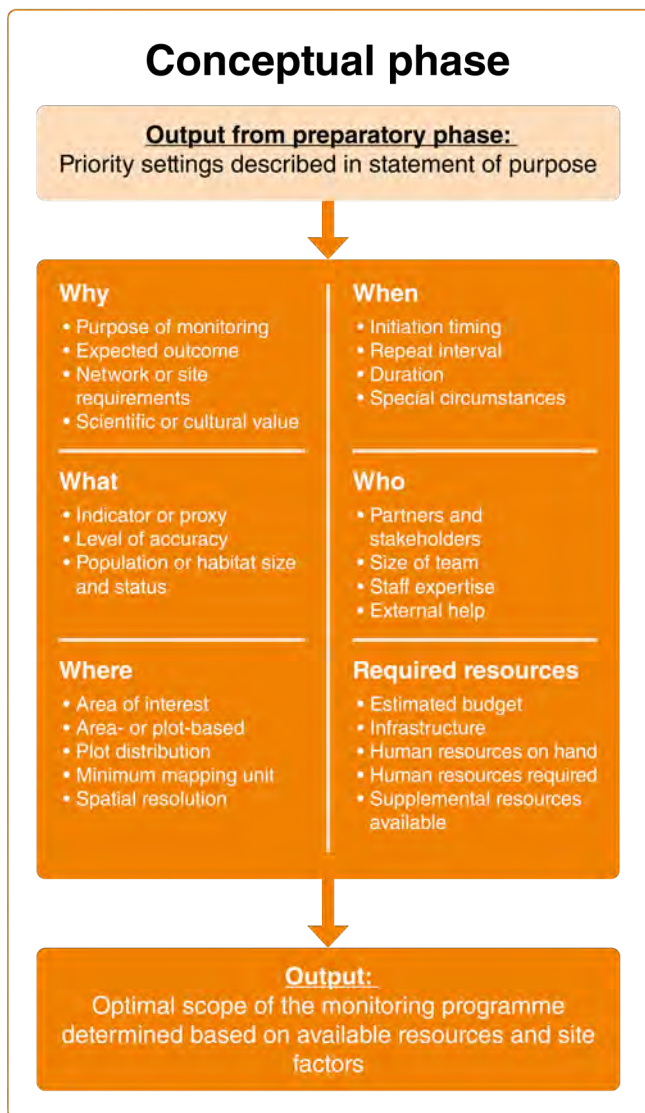 Conceptual phase
Output from preparatory phase:
Priority settings described in statement of purpose
Why
• Purpose of monitoring
• Expected outcome
• Network or site
requirements
• Scientific or cultural value
What
• Indicator or proxy
• Level of accuracy
• Population or habitat size
and status
Where
• Area of interest
• Area- or plot-based
• Plot distribution
• Minimum mapping unit
• Spatial resolution
When
• Initiation timing
• Repeat interval
• Duration
• Special circumstances
Who
• Partners and
stakeholders
• Size of team
• Staff expertise
• External help
Required resources
• Estimated budget
• Infrastructure
• Human resources on hand
• Human resources required
• Supplemental resources
available
Output:
Optimal scope of the monitoring programme
determined based on available resources and site
factors